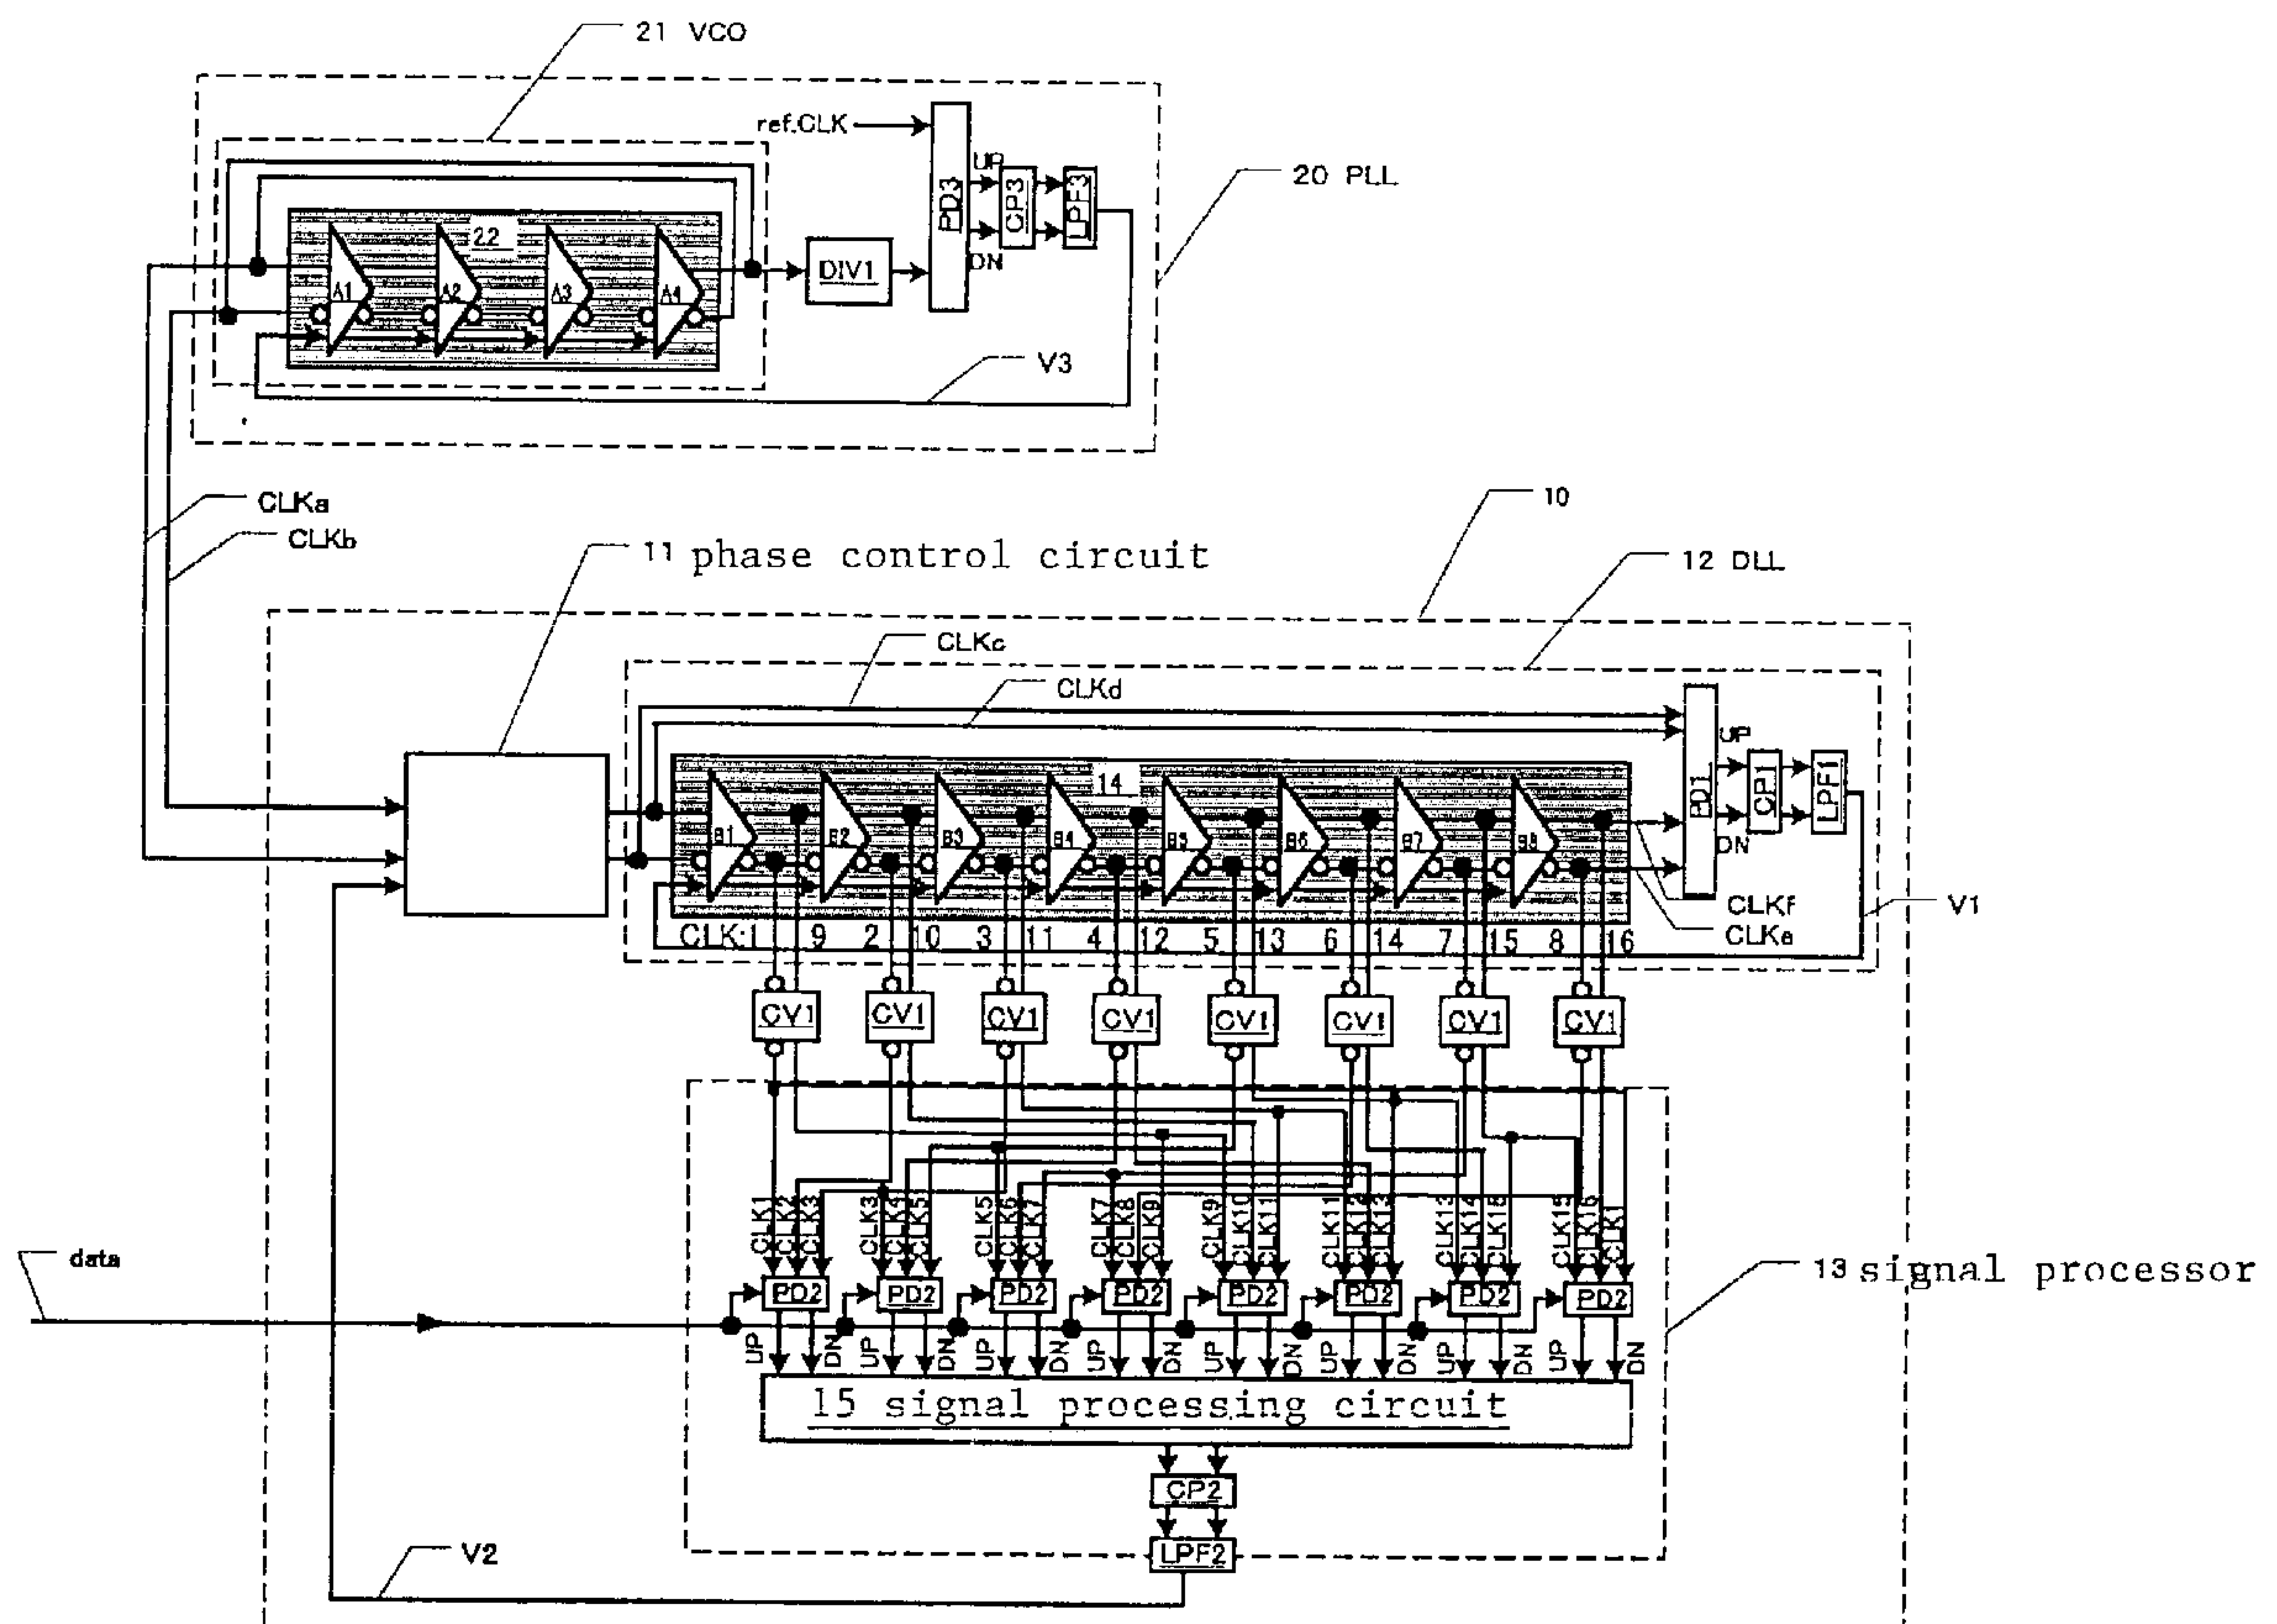 21 VCO
ref.CLK
UP
DN
PD3
CP3
LPF3
20 PLL
22
A1
A2
A3
A4
DIV1
V3
CLKa
CLKb
10
11 phase control circuit
12 DLL
CLKc
CLKd
UP
DN
PD1
CP1
LPF1
14
B1
B2
B3
B4
B5
B6
B7
B8
CLKf
CLKe
V1
CLK:1 9 2 10 3 11 4 12 5 13 6 14 7 15 8 16
CV1 CV1 CV1 CV1 CV1 CV1 CV1 CV1
CLK1 CLK2 CLK3
CLK3 CLK4 CLK5
CLK5 CLK6 CLK7
CLK7 CLK8 CLK9
CLK9 CLK10 CLK11
CLK11 CLK12 CLK13
CLK13 CLK14 CLK15
CLK15 CLK16 CLK1
data
PD2 PD2 PD2 PD2 PD2 PD2 PD2 PD2
13 signal processor
UP DN UP DN UP DN UP DN UP DN UP DN UP DN UP DN
15 signal processing circuit
CP2
LPF2
V2